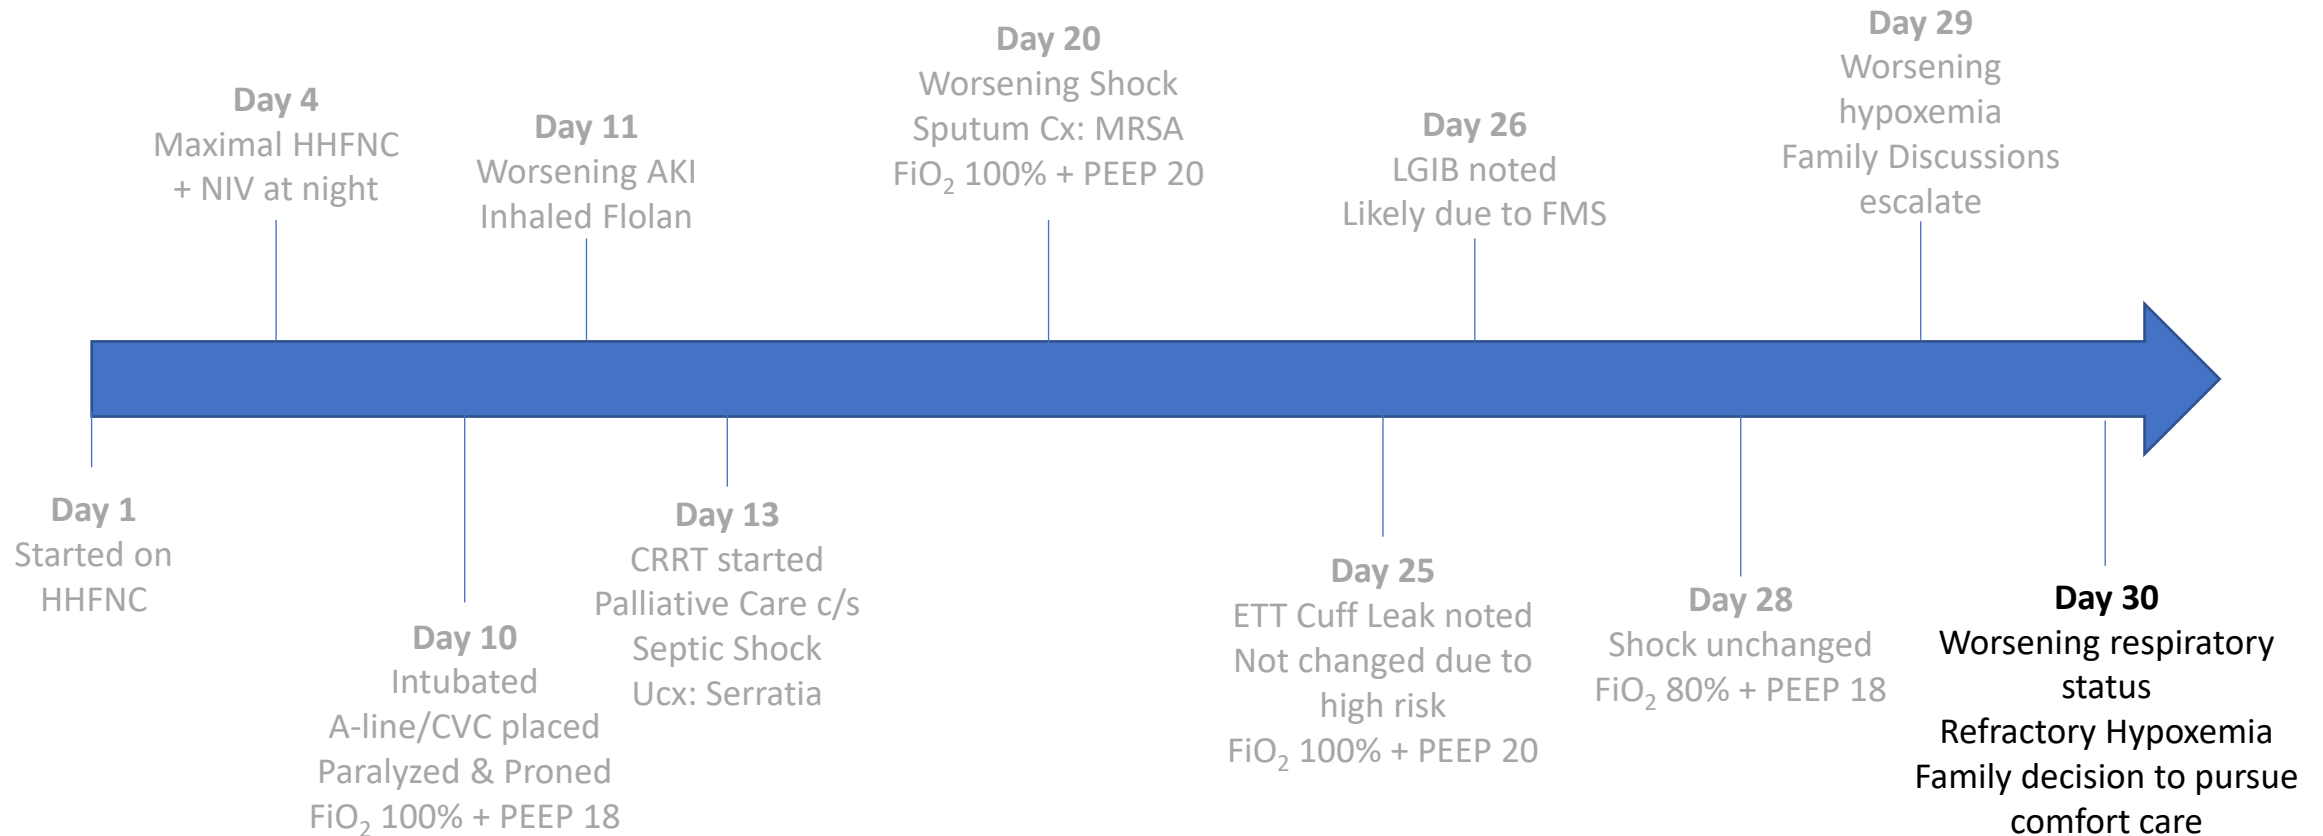 Day 1
Started on
HHFNC
Day 4
Maximal HHFNC
+ NIV at night
Day 10
Intubated
A-line/CVC placed
Paralyzed & Proned
FiO₂ 100% + PEEP 18
Day 11
Worsening AKI
Inhaled Flolan
Day 13
CRRT started
Palliative Care c/s
Septic Shock
Ucx: Serratia
Day 20
Worsening Shock
Sputum Cx: MRSA
FiO₂ 100% + PEEP 20
Day 25
ETT Cuff Leak noted
Not changed due to
high risk
FiO₂ 100% + PEEP 20
Day 26
LGIB noted
Likely due to FMS
Day 28
Shock unchanged
FiO₂ 80% + PEEP 18
Day 29
Worsening
hypoxemia
Family Discussions
escalate
Day 30
Worsening respiratory
status
Refractory Hypoxemia
Family decision to pursue
comfort care